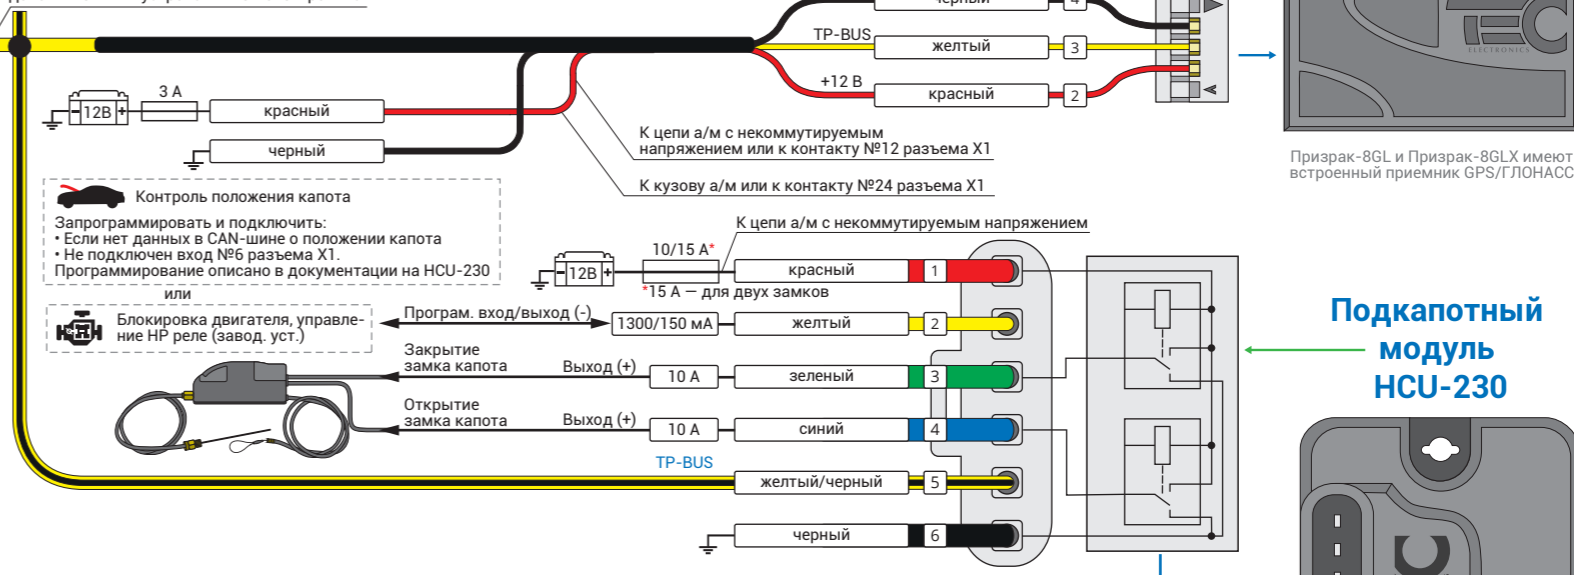 черный
4
TP-BUS
желтый
3
+12 В
красный
2
IEC
ELECTRONICS
12В
3 А
красный
черный
К цепи а/м с некоммутируемым
напряжением или к контакту №12 разъема X1
К кузову а/м или к контакту №24 разъема X1
Призрак-8GL и Призрак-8GLX имеют
встроенный приемник GPS/ГЛОНАСС
Контроль положения капота
Запрограммировать и подключить:
• Если нет данных в CAN-шине о положении капота
• Не подключен вход №6 разъема X1.
Программирование описано в документации на HCU-230
или
Блокировка двигателя, управле-
ние НР реле (завод. уст.)
К цепи а/м с некоммутируемым напряжением
12В
10/15 А*
*15 А — для двух замков
красный
1
Програм. вход/выход (-)
1300/150 мА
желтый
2
Закрытие
замка капота
Выход (+)
10 А
зеленый
3
Открытие
замка капота
Выход (+)
10 А
синий
4
TP-BUS
желтый/черный
5
черный
6
Подкапотный
модуль
HCU-230